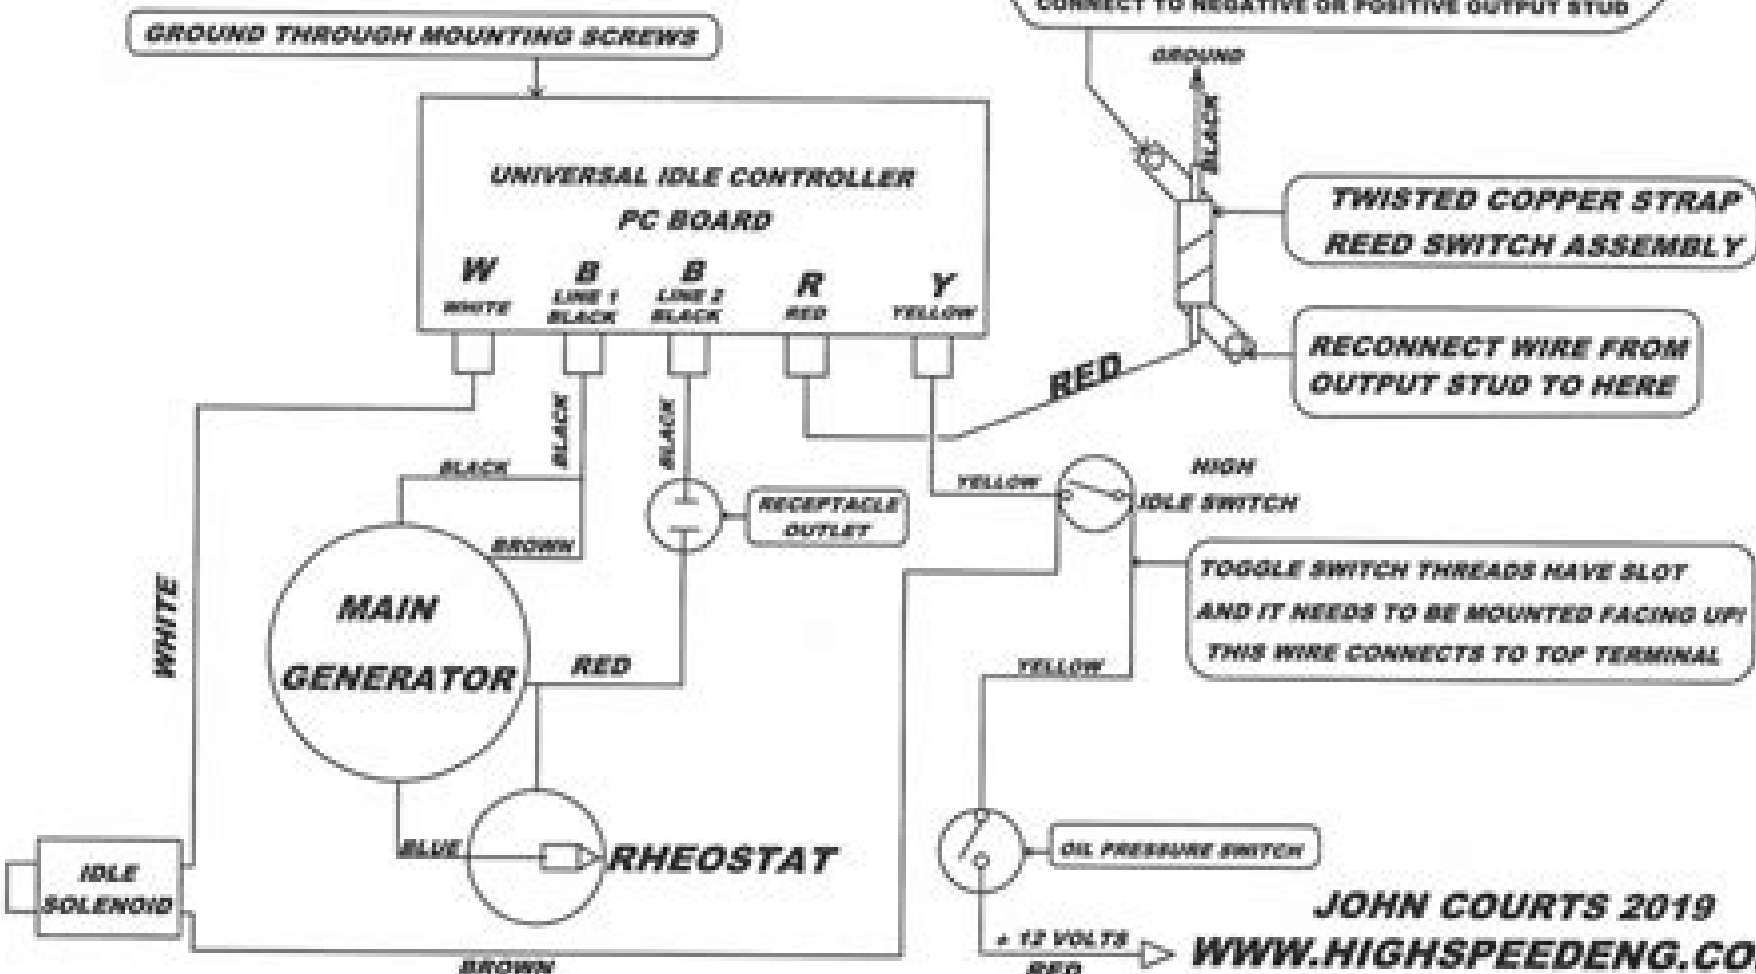 CONNECT TO NEGATIVE OR POSITIVE OUTPUT STUD
GROUND THROUGH MOUNTING SCREWS
GROUND
BLACK
UNIVERSAL IDLE CONTROLLER
PC BOARD
TWISTED COPPER STRAP
REED SWITCH ASSEMBLY
W
WHITE
B
LINE 1
BLACK
B
LINE 2
BLACK
R
RED
Y
YELLOW
RECONNECT WIRE FROM
OUTPUT STUD TO HERE
RED
BLACK
BLACK
BLACK
YELLOW
HIGH
IDLE SWITCH
RECEPTACLE
OUTLET
BROWN
WHITE
MAIN
GENERATOR
RED
TOGGLE SWITCH THREADS HAVE SLOT
AND IT NEEDS TO BE MOUNTED FACING UP!
THIS WIRE CONNECTS TO TOP TERMINAL
YELLOW
BLUE
RHEOSTAT
OIL PRESSURE SWITCH
IDLE
SOLENOID
JOHN COURTS 2019
+ 12 VOLTS
RED
WWW.HIGHSPEEDENG.CO
BROWN